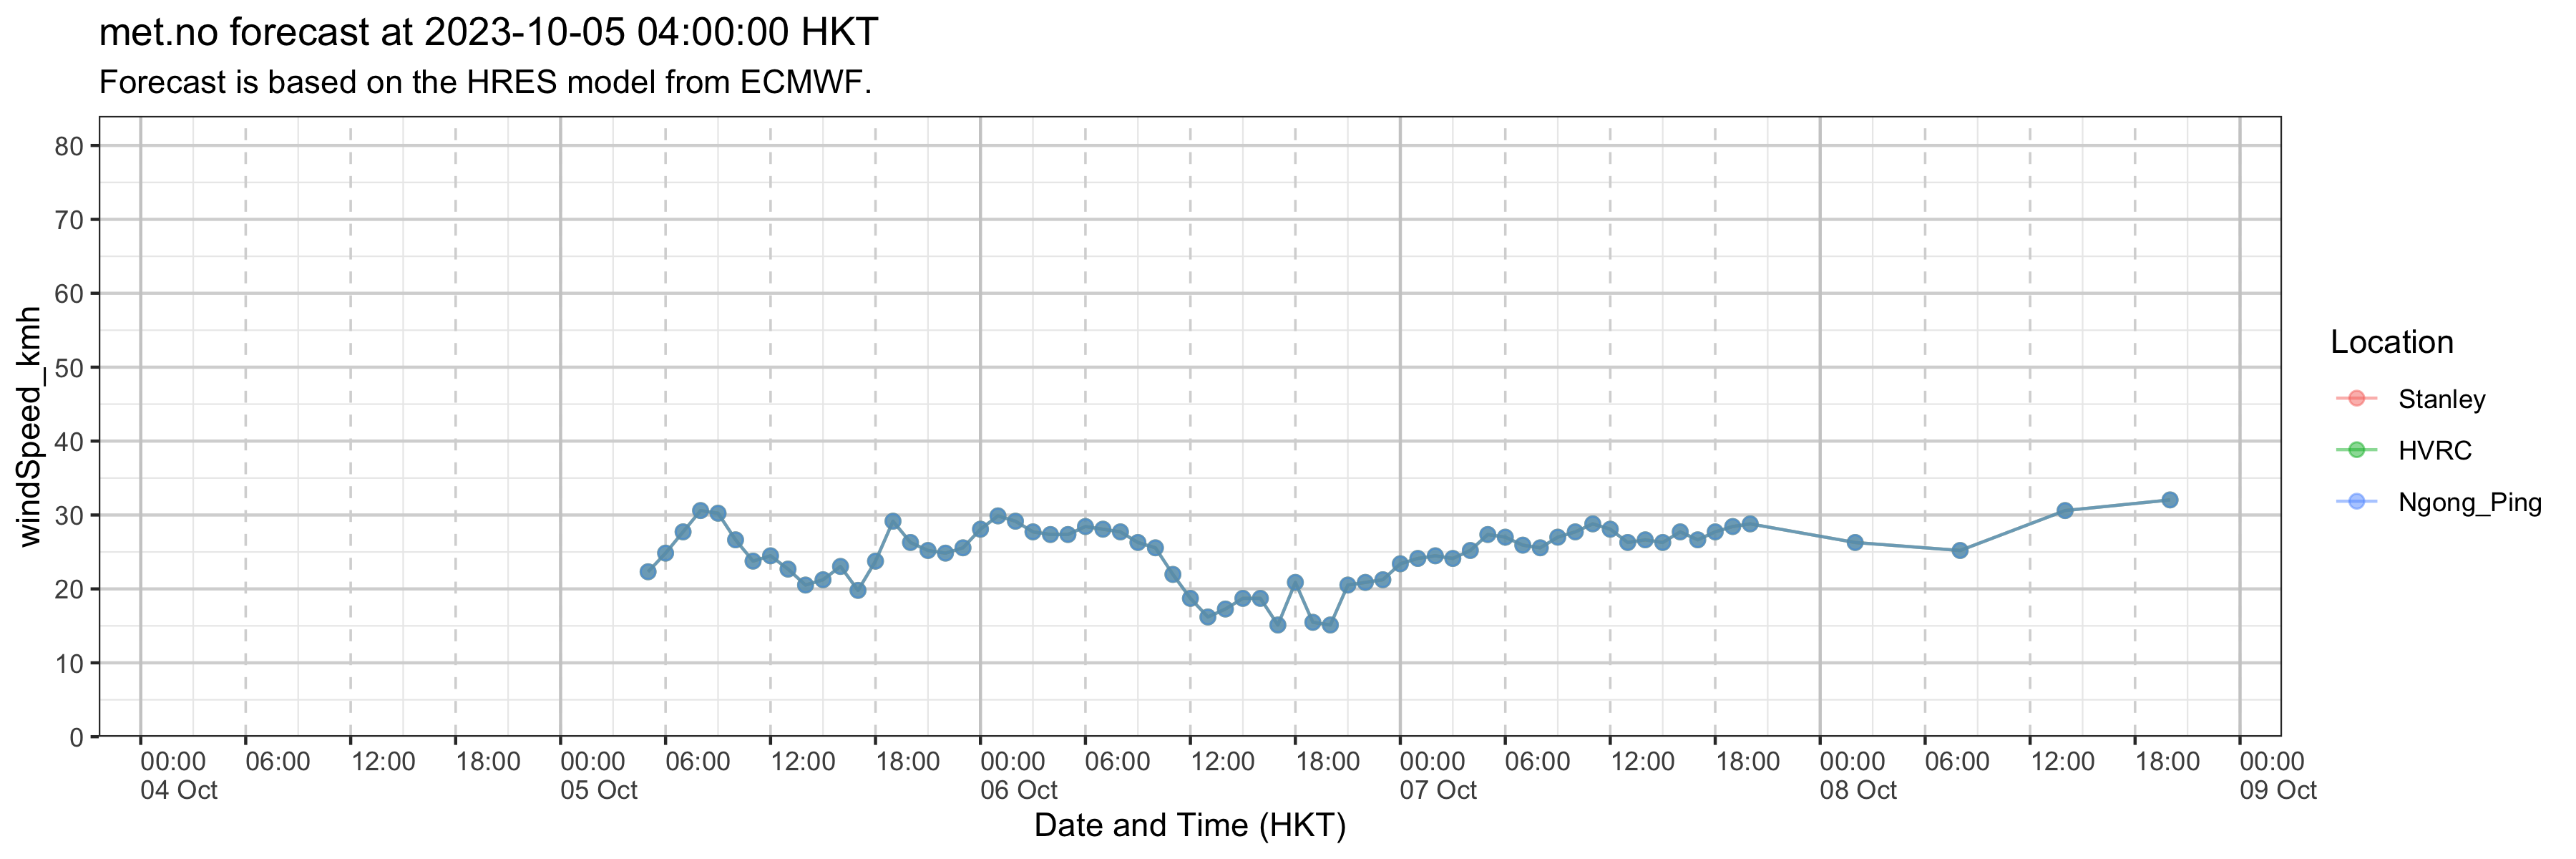 met.no forecast at 2023-10-05 04:00:00 HKT
Forecast is based on the HRES model from ECMWF.
windSpeed_kmh
80
70
60
50
40
30
20
10
0
00:00 06:00 12:00 18:00 00:00 06:00 12:00 18:00 00:00 06:00 12:00 18:00 00:00 06:00 12:00 18:00 00:00 06:00 12:00 18:00 00:00
04 Oct 05 Oct 06 Oct 07 Oct 08 Oct 09 Oct
Date and Time (HKT)
Location
Stanley
HVRC
Ngong_Ping